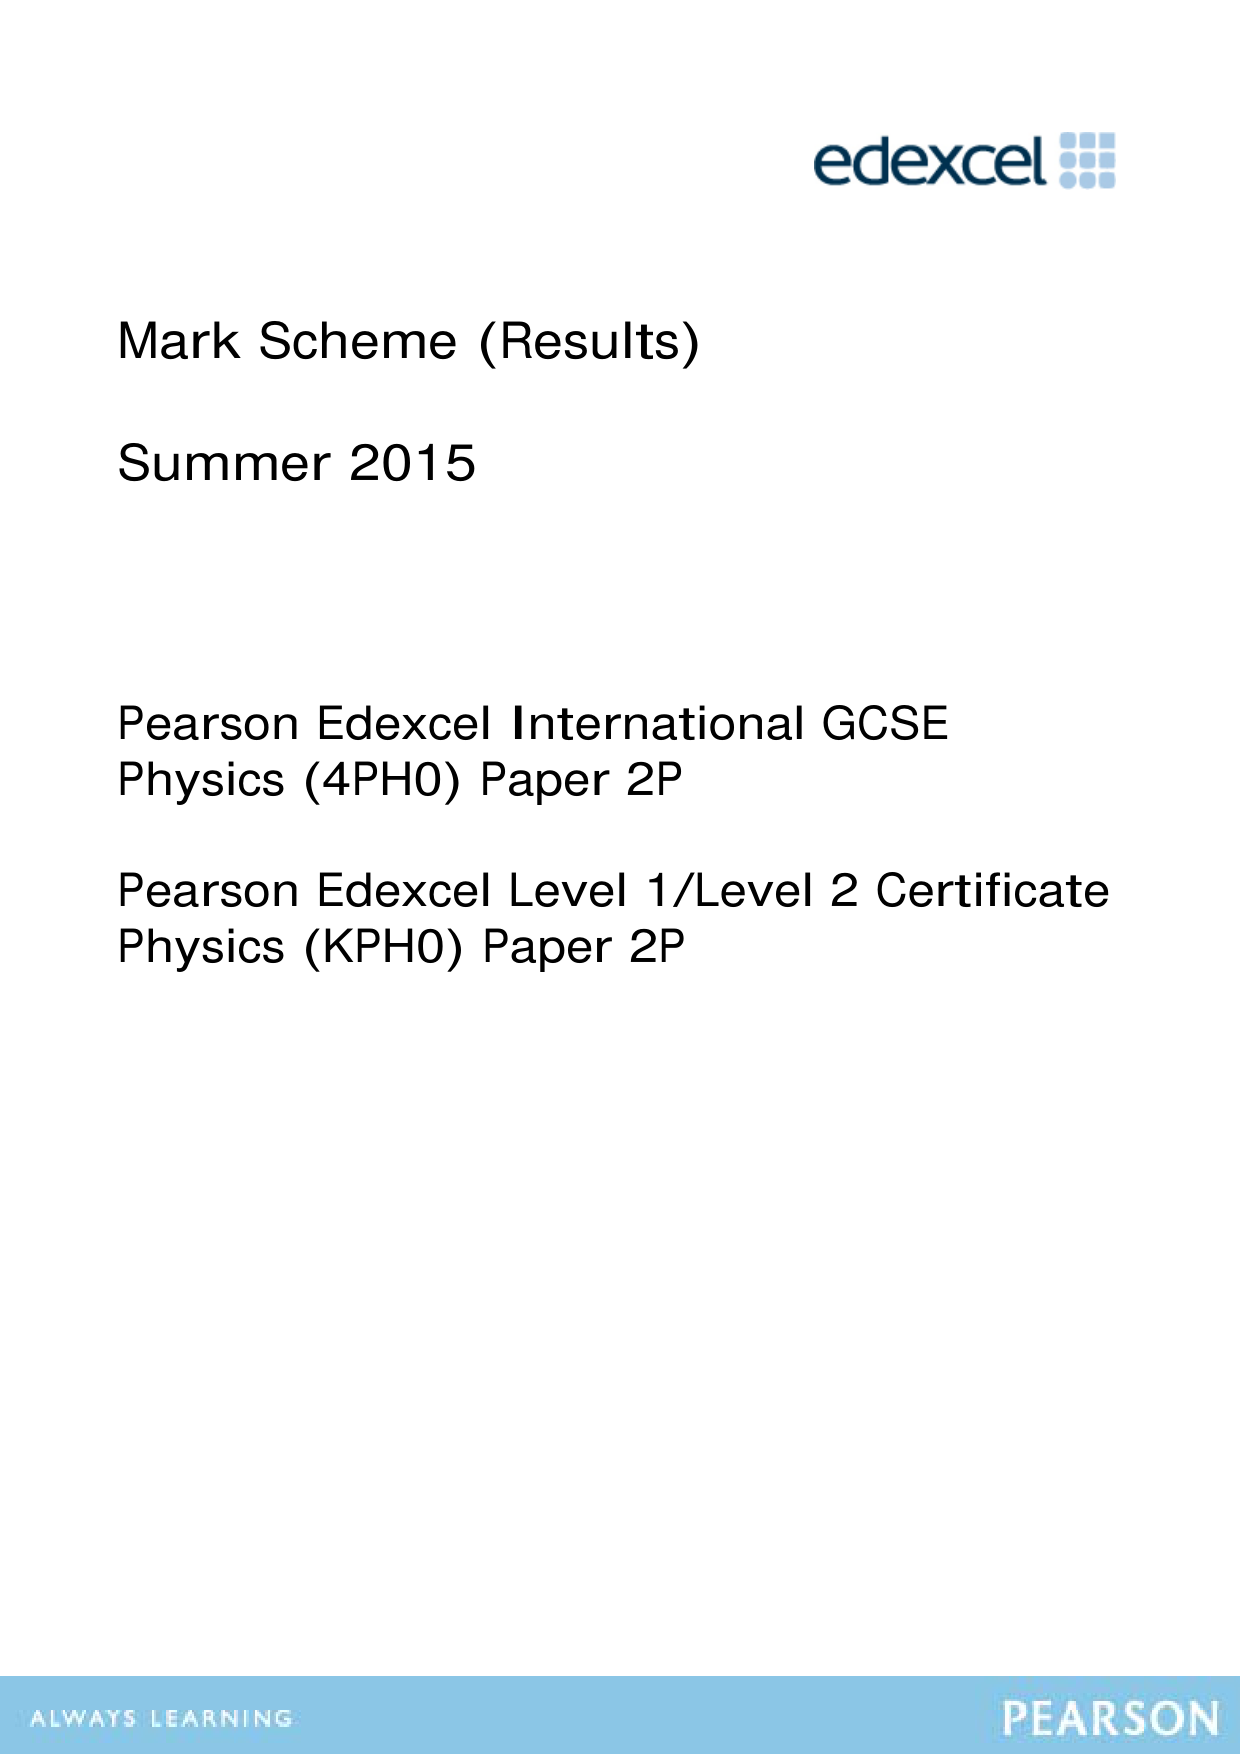 edexcel
Mark Scheme (Results)
Summer 2015
Pearson Edexcel International GCSE
Physics (4PH0) Paper 2P
Pearson Edexcel Level 1/Level 2 Certificate
Physics (KPH0) Paper 2P
ALWAYS LEARNING
PEARSON